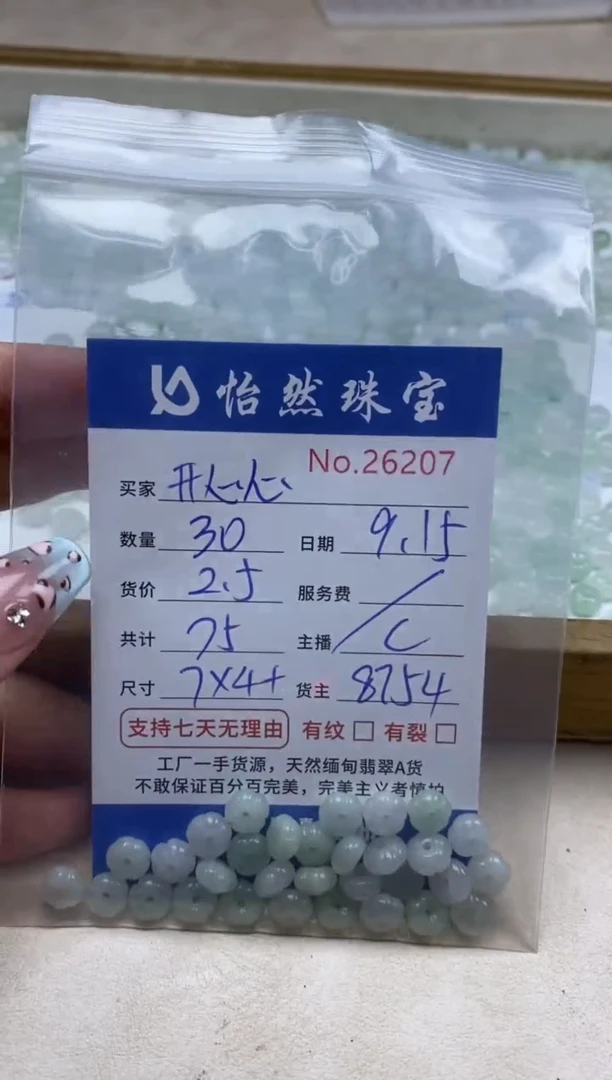 怡然珠宝
No.26207
买家 开心心
数量 30 日期 9.15
货价 2.5 服务费 /
共计 75 主播 C
尺寸 7X4+ 货主 8754
支持七天无理由 有纹 □ 有裂 □
工厂一手货源，天然缅甸翡翠A货
不敢保证百分百完美，完美主义者慎拍